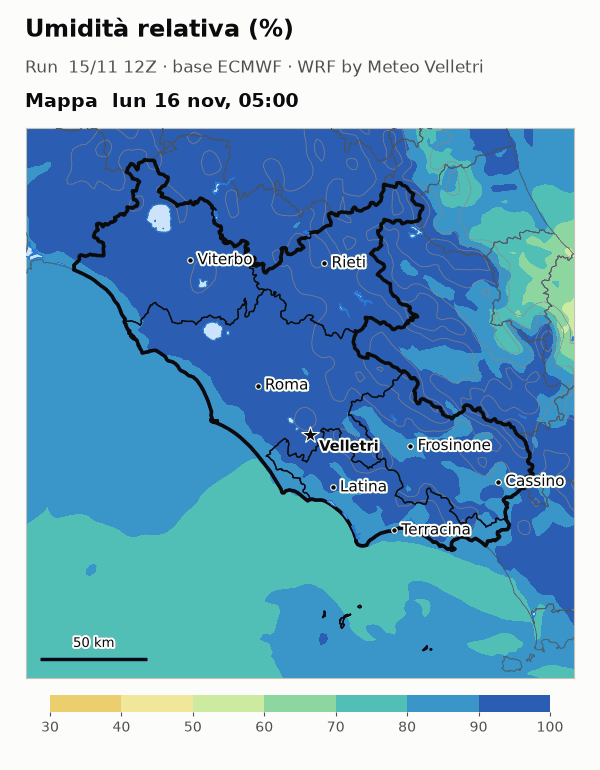 Umidità relativa (%)
Run  15/11 12Z · base ECMWF · WRF by Meteo Velletri
Mappa  lun 16 nov, 05:00
Viterbo
Rieti
Roma
Velletri
Frosinone
Latina
Cassino
Terracina
50 km
30 40 50 60 70 80 90 100